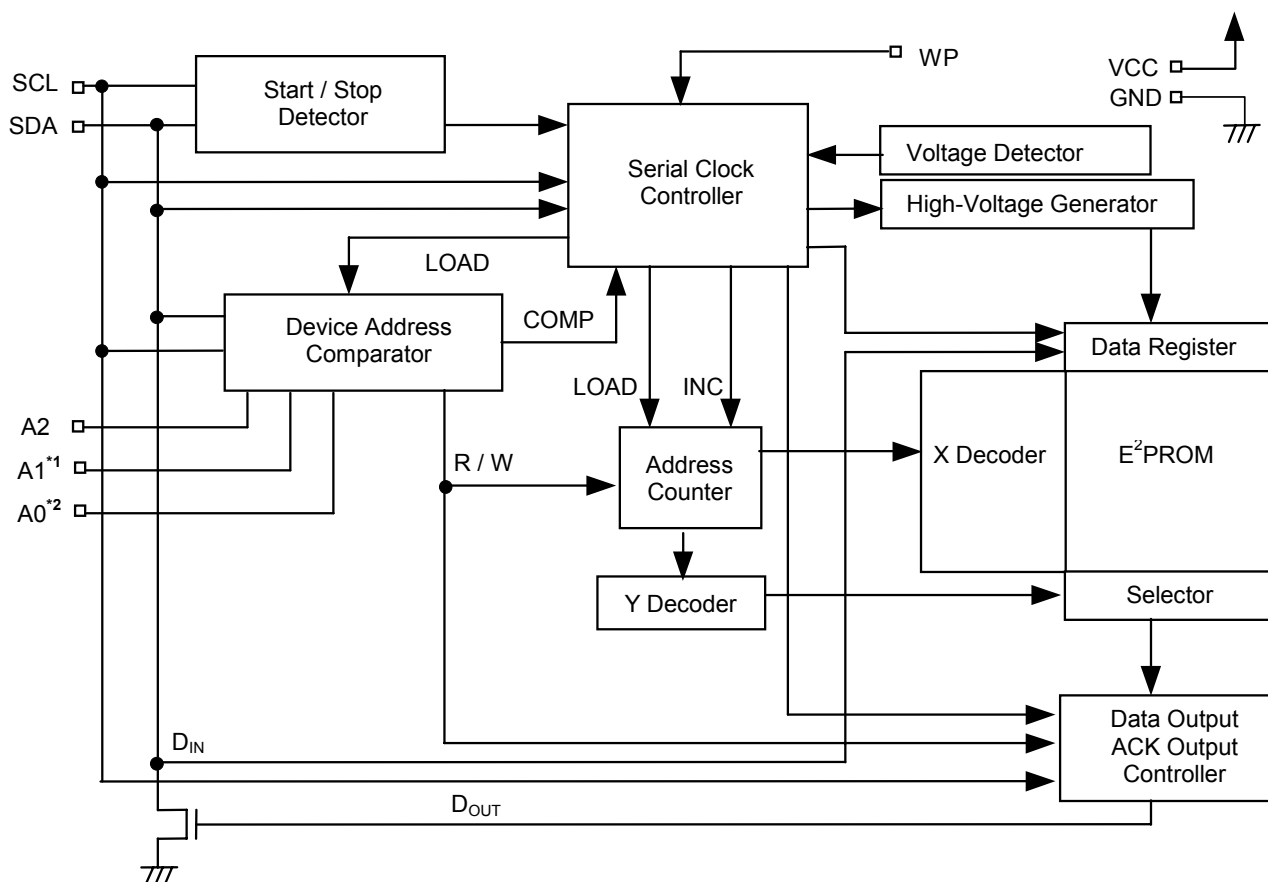 SCL
SDA
Start / Stop
Detector
WP
VCC
GND
Serial Clock
Controller
Voltage Detector
High-Voltage Generator
LOAD
Device Address
Comparator
COMP
LOAD
INC
Data Register
A2
A1*1
A0*2
R / W
Address
Counter
X Decoder
E²PROM
Y Decoder
Selector
DIN
Data Output
ACK Output
Controller
DOUT